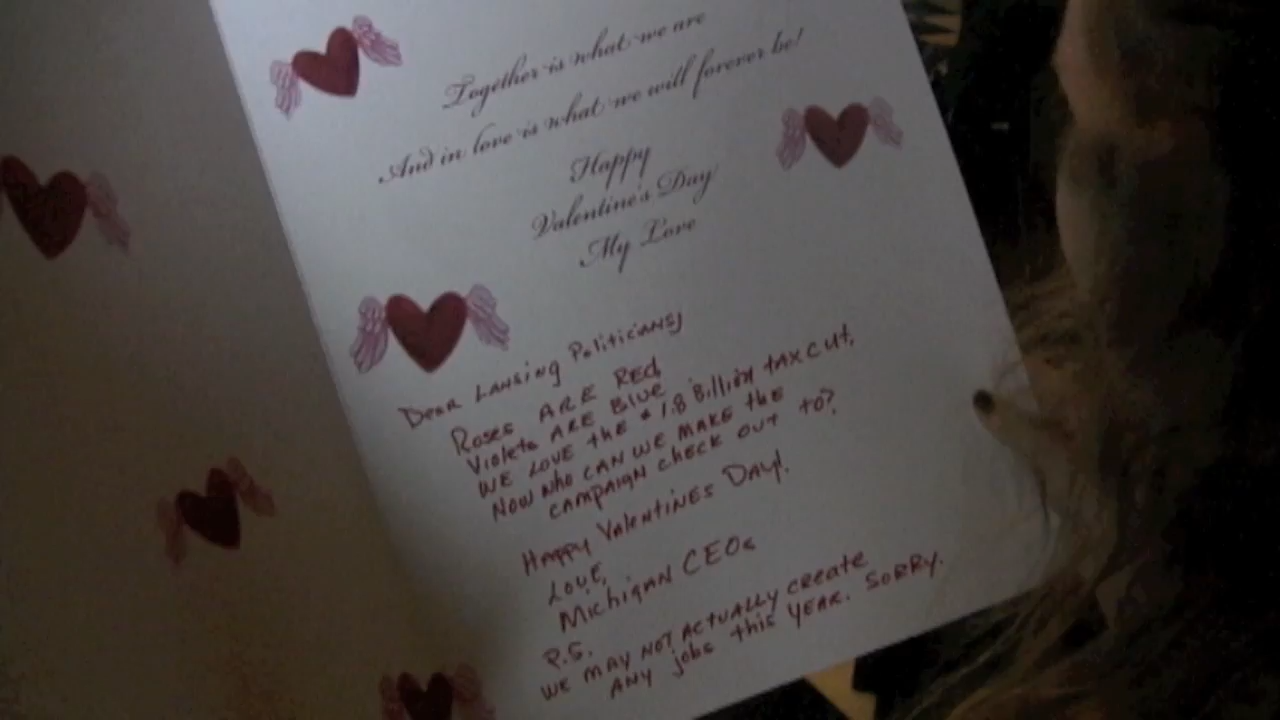 Together is what we are
And in love is what we will forever be!
Happy
Valentine's Day
My Love
Dear Lansing Politicians,
Roses ARE Red,
Violets ARE Blue
WE LOVE the $1.8 Billion tax cut,
Now who can we make the
campaign check out to?
Happy Valentines Day!
Love,
Michigan CEOs
P.S.
We may not actually create
any jobs this year. Sorry.